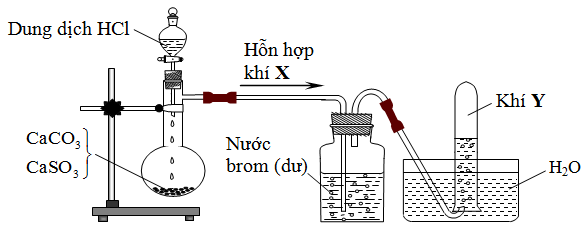 Dung dịch HCl
Hỗn hợp
khí X
Khí Y
CaCO₃
CaSO₃
Nước
brom (dư)
H₂O